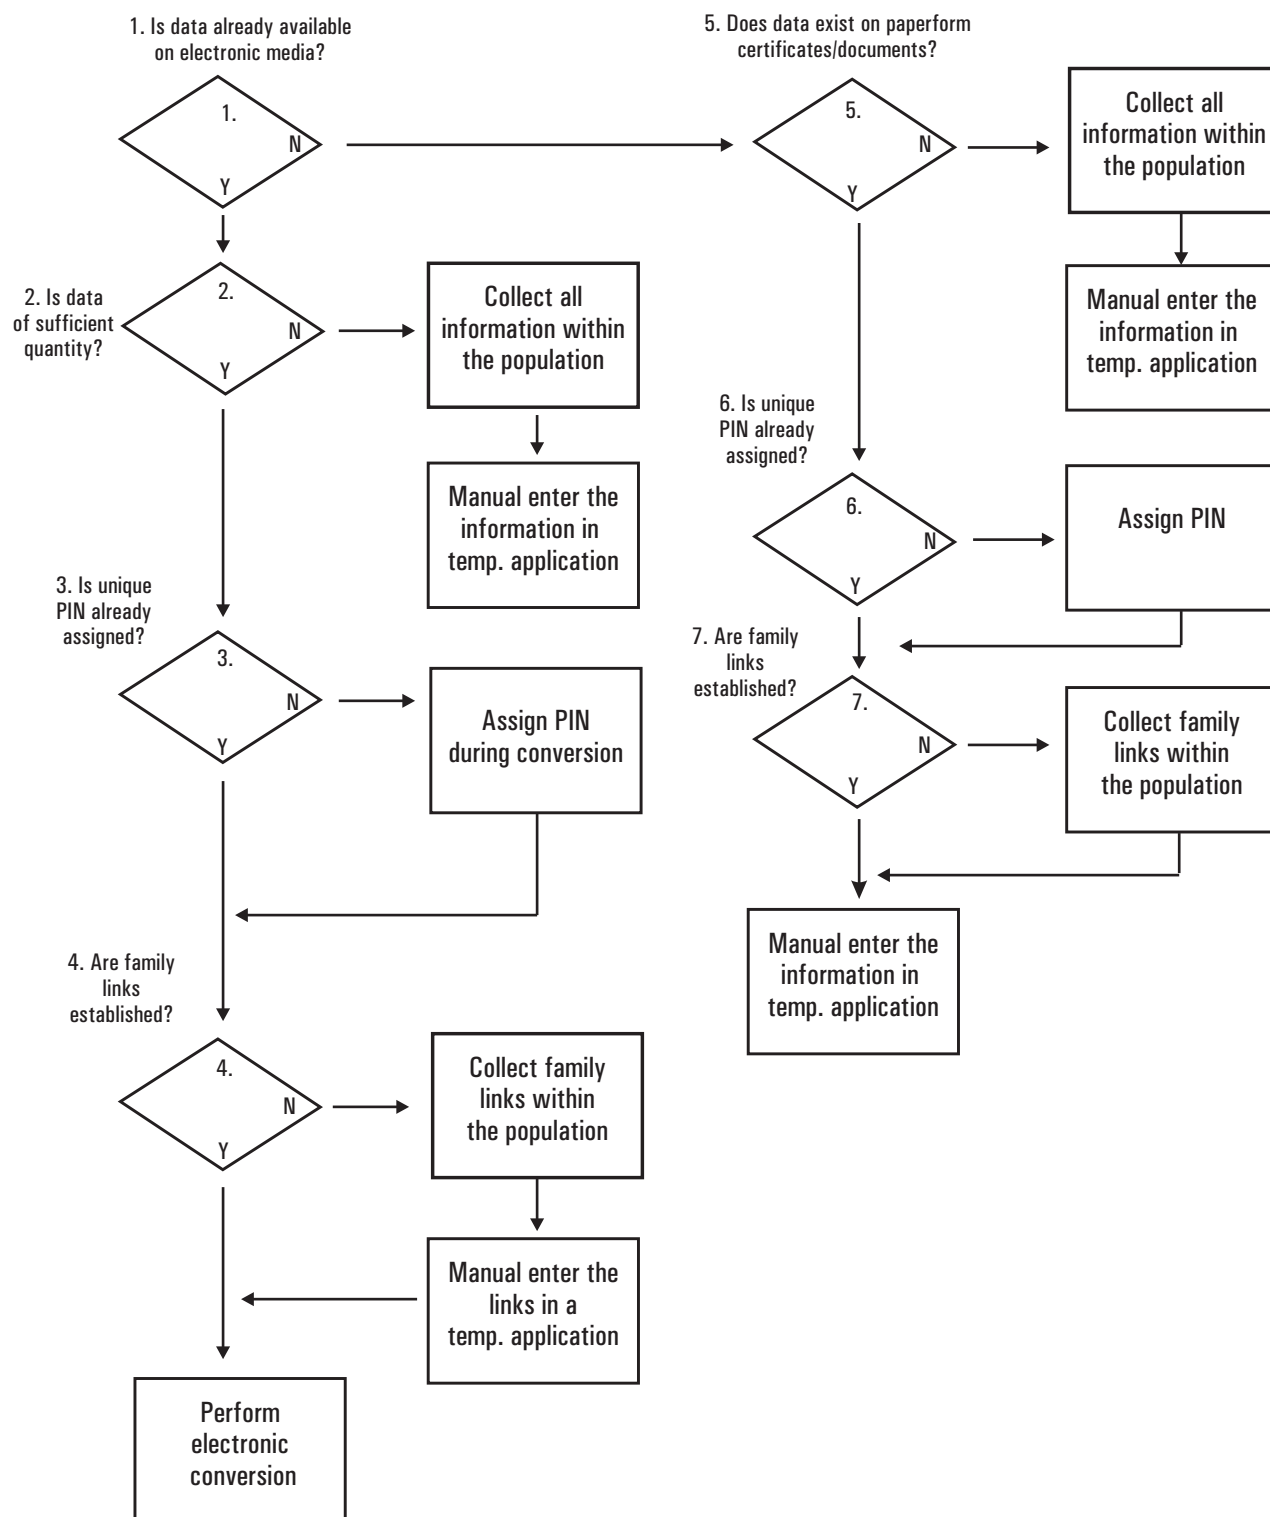 1. Is data already available
on electronic media?
1.
N
Y
5. Does data exist on paperform
certificates/documents?
5.
N
Y
Collect all
information within
the population
Manual enter the
information in
temp. application
2. Is data
of sufficient
quantity?
2.
N
Y
Collect all
information within
the population
Manual enter the
information in
temp. application
6. Is unique
PIN already
assigned?
6.
N
Y
Assign PIN
3. Is unique
PIN already
assigned?
3.
N
Y
Assign PIN
during conversion
7. Are family
links
established?
7.
N
Y
Collect family
links within
the population
Manual enter the
information in
temp. application
4. Are family
links
established?
4.
N
Y
Collect family
links within
the population
Manual enter the
links in a
temp. application
Perform
electronic
conversion